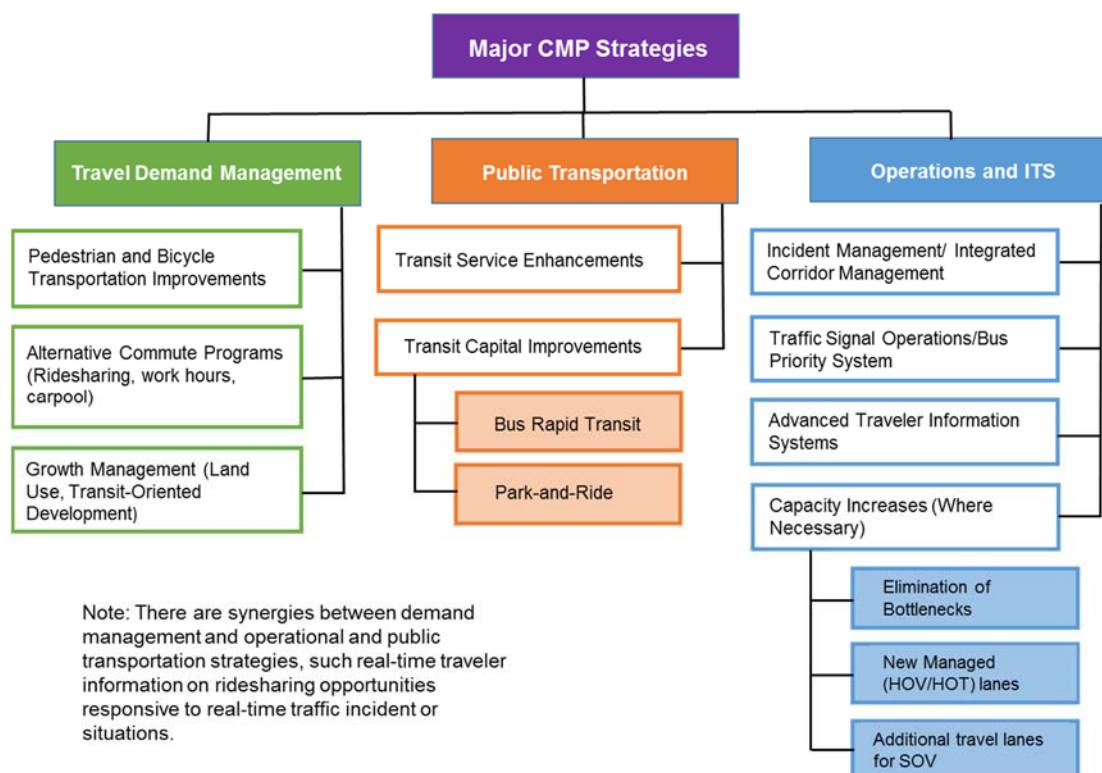 Major CMP Strategies
Travel Demand Management
Pedestrian and Bicycle
Transportation Improvements
Alternative Commute Programs
(Ridesharing, work hours,
carpool)
Growth Management (Land
Use, Transit-Oriented
Development)
Public Transportation
Transit Service Enhancements
Transit Capital Improvements
Bus Rapid Transit
Park-and-Ride
Operations and ITS
Incident Management/ Integrated
Corridor Management
Traffic Signal Operations/Bus
Priority System
Advanced Traveler Information
Systems
Capacity Increases (Where
Necessary)
Elimination of
Bottlenecks
New Managed
(HOV/HOT) lanes
Additional travel lanes
for SOV
Note: There are synergies between demand
management and operational and public
transportation strategies, such real-time traveler
information on ridesharing opportunities
responsive to real-time traffic incident or
situations.